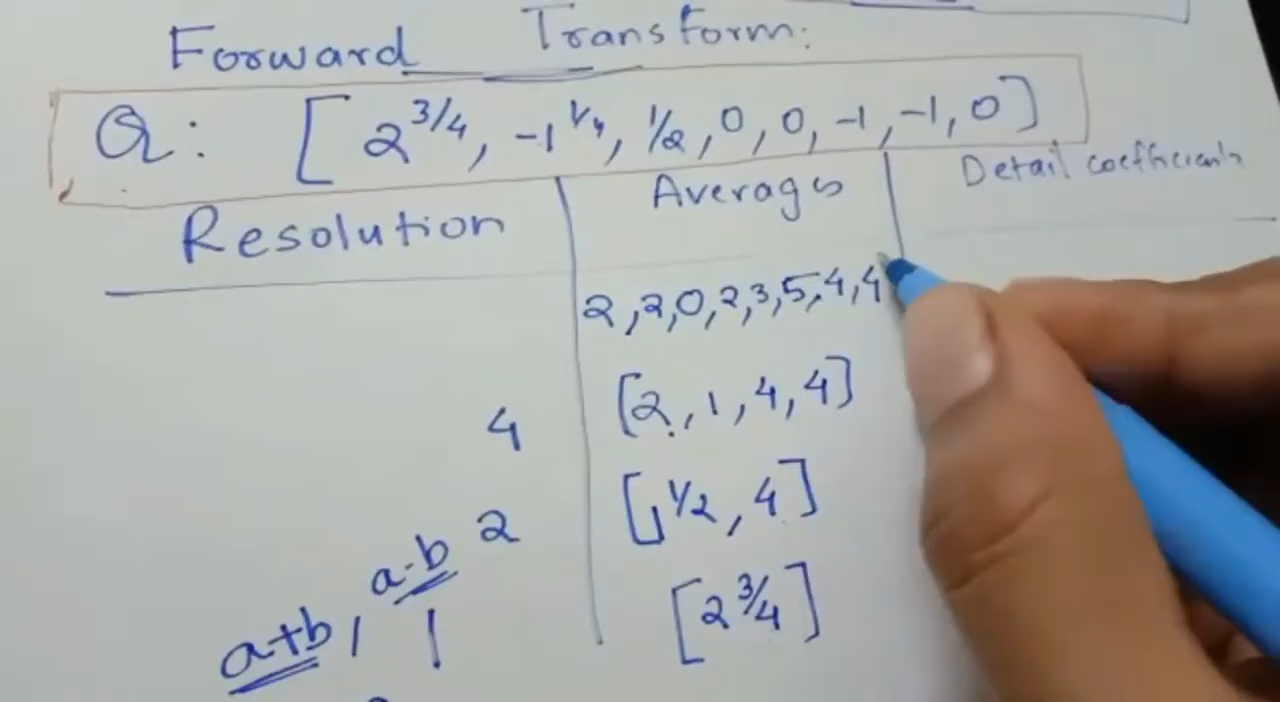 Forward Transform:
Q: [2^3/4, -1^1/4, 1/2, 0, 0, -1, -1, 0]
Resolution Averages Detail coefficients
2, 2, 0, 2, 3, 5, 4, 4
4 [2, 1, 4, 4]
2 [1 1/2, 4]
1 [2 3/4]
a+b, a-b